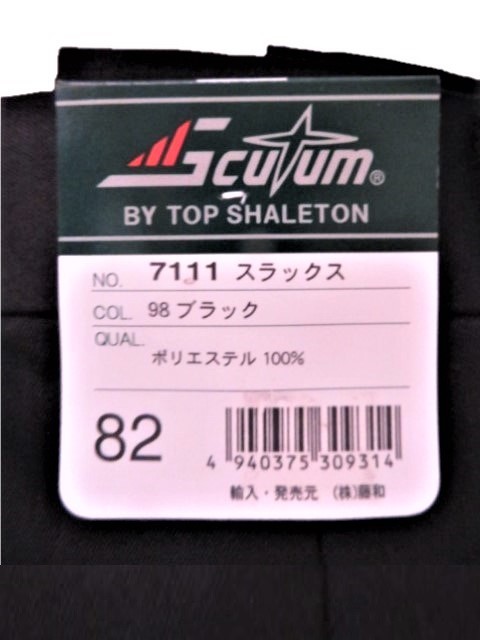 Scutum®
BY TOP SHALETON
NO. 7111 スラックス
COL. 98 ブラック
QUAL.
ポリエステル 100%
82
4 940375 309314
輸入・発売元 (株)藤和